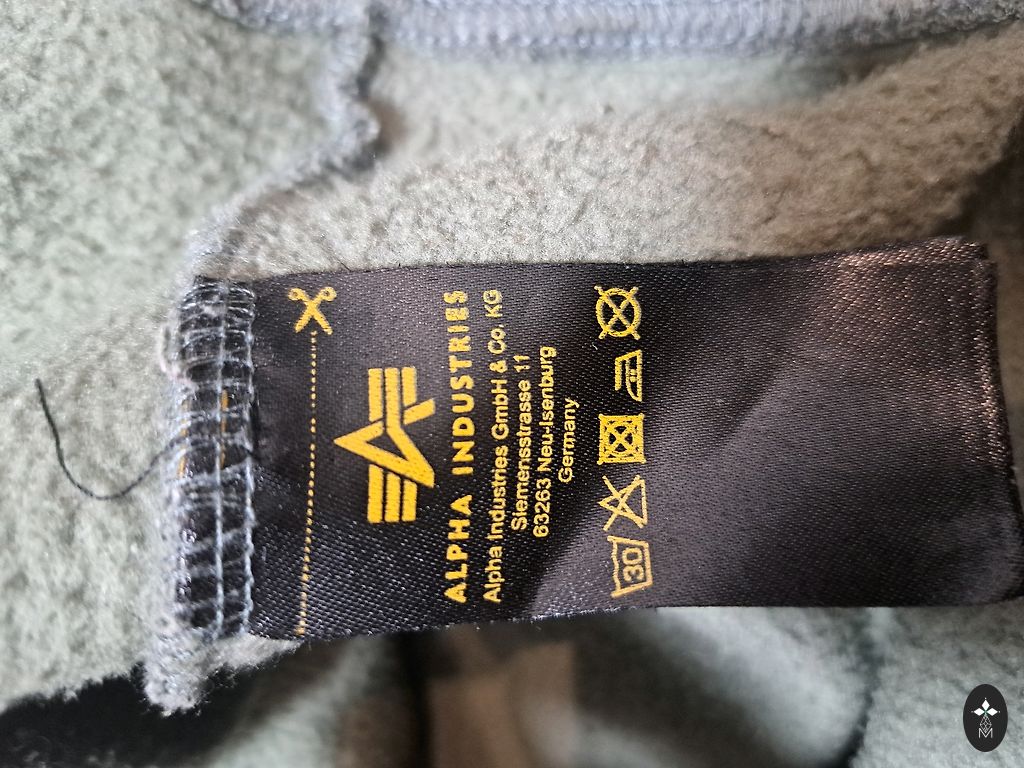 ALPHA INDUSTRIES
Alpha Industries GmbH & Co. KG
Siemensstrasse 11
63263 Neu-Isenburg
Germany
30
M